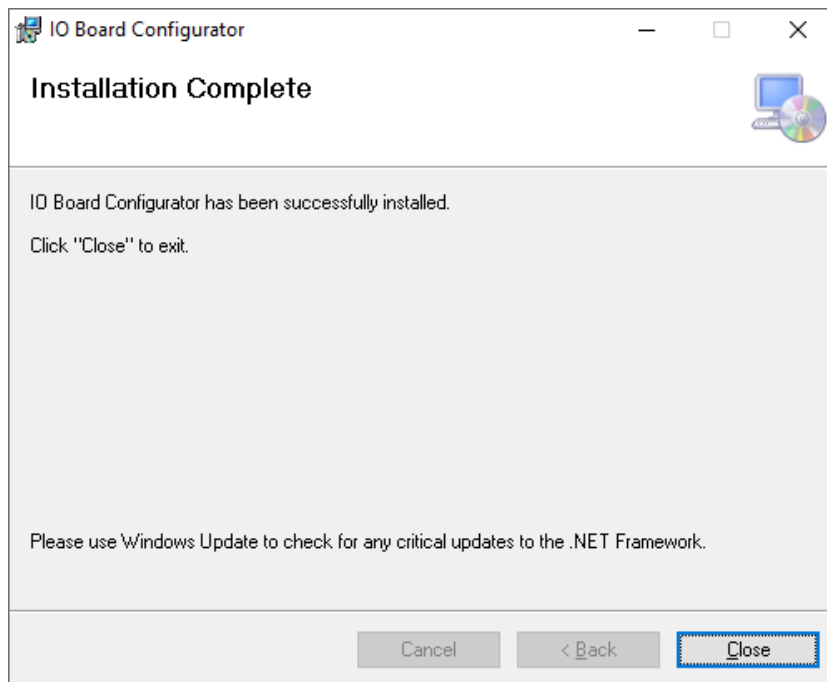 IO Board Configurator
Installation Complete
IO Board Configurator has been successfully installed.
Click "Close" to exit.
Please use Windows Update to check for any critical updates to the .NET Framework.
Cancel
< Back
Close